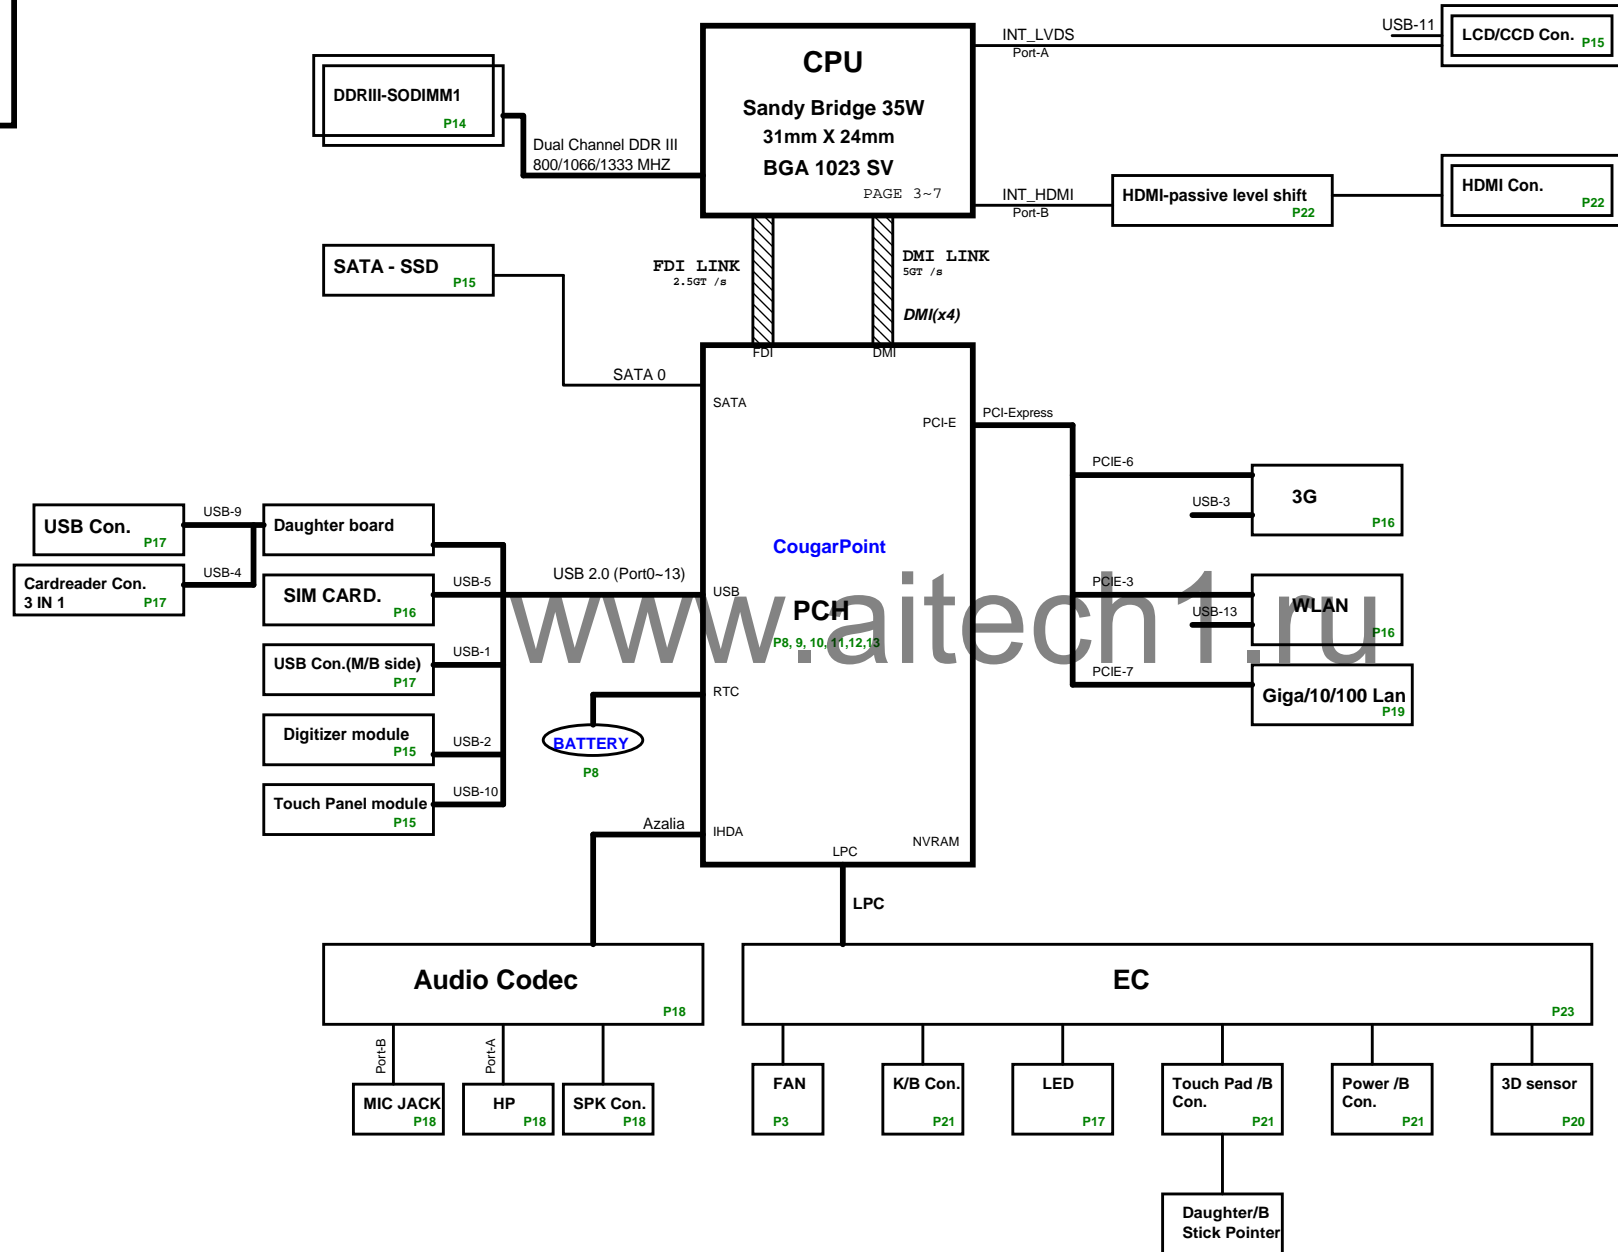 CPU
Sandy Bridge 35W
31mm X 24mm
BGA 1023 SV
PAGE 3~7
INT_LVDS
Port-A
USB-11
LCD/CCD Con. P15
DDRIII-SODIMM1
P14
Dual Channel DDR III
800/1066/1333 MHZ
INT_HDMI
Port-B
HDMI-passive level shift
P22
HDMI Con.
P22
SATA - SSD
P15
FDI LINK
2.5GT /s
DMI LINK
5GT /s
DMI(x4)
FDI
DMI
SATA 0
SATA
PCI-E
PCI-Express
PCIE-6
USB-3
3G
P16
USB Con.
P17
USB-9
Daughter board
Cardreader Con.
3 IN 1
P17
USB-4
SIM CARD.
P16
USB-5
USB 2.0 (Port0~13)
USB
CougarPoint
PCH
P8, 9, 10, 11,12,13
www.aitech1.ru
PCIE-3
USB-13
WLAN
P16
USB Con.(M/B side)
P17
USB-1
RTC
PCIE-7
Giga/10/100 Lan
P19
Digitizer module
P15
USB-2
BATTERY
P8
Touch Panel module
P15
USB-10
Azalia
IHDA
NVRAM
LPC
LPC
Audio Codec
P18
EC
P23
Port-B
Port-A
MIC JACK
P18
HP
P18
SPK Con.
P18
FAN
P3
K/B Con.
P21
LED
P17
Touch Pad /B
Con.
P21
Power /B
Con.
P21
3D sensor
P20
Daughter/B
Stick Pointer